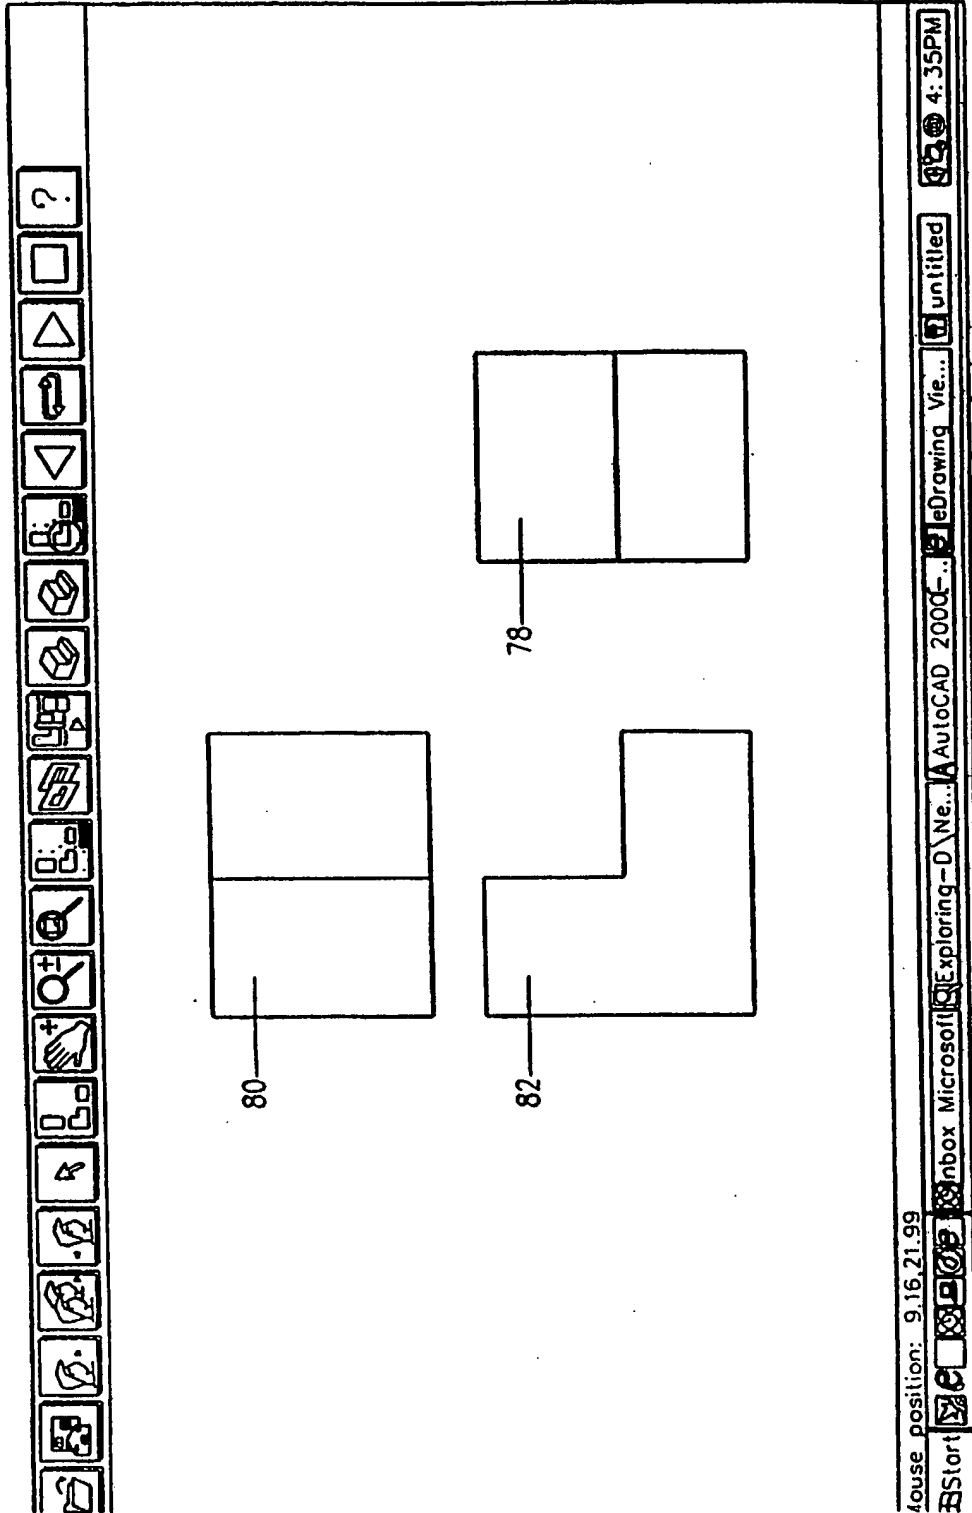 ?
80
82
78
Mouse position: 9.16,21.99
Start
Inbox Microsoft
Exploring-D\Ne...
AutoCAD 2000-...
eDrawing Vie...
untitled
4:35PM